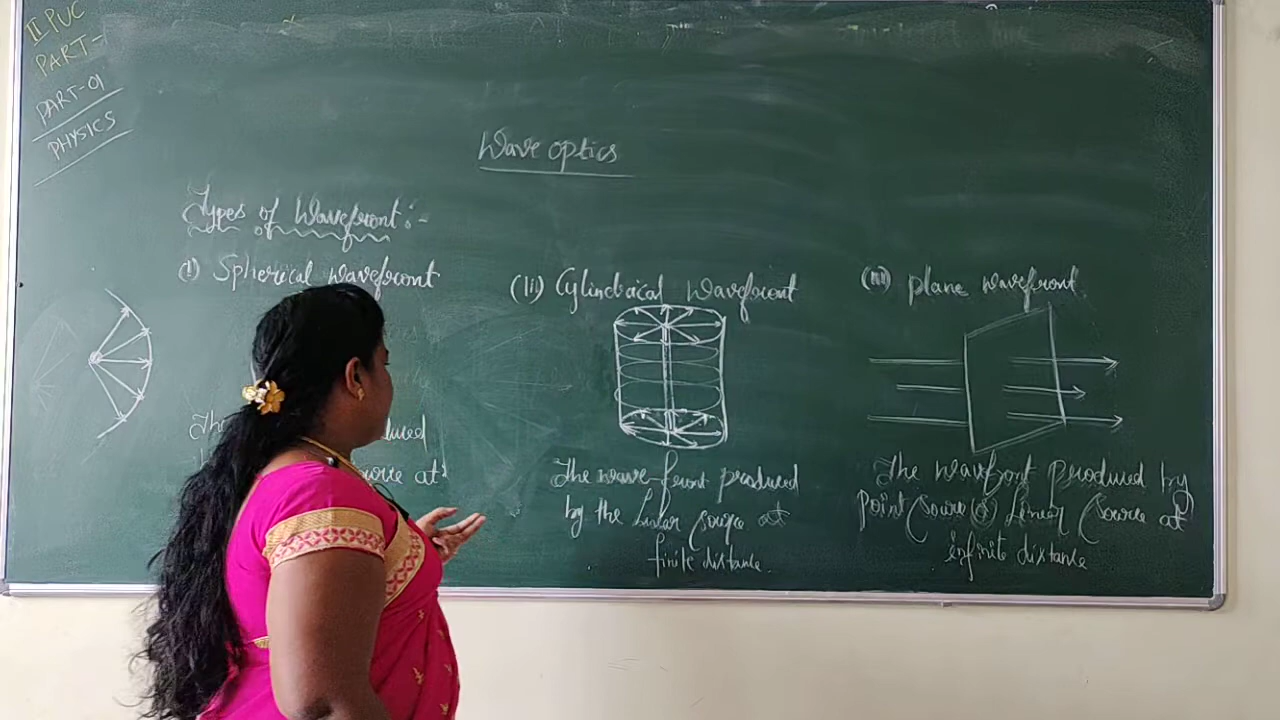 II PUC
PART-
PART-01
PHYSICS
Wave optics
Types of Wavefront:-
(i) Spherical wavefront
(ii) Cylindrical Wavefront
(iii) plane wavefront
The
at
The wave-front produced
by the linear source at
finite distance.
The wavefront produced by
point source (or) linear source at
infinite distance